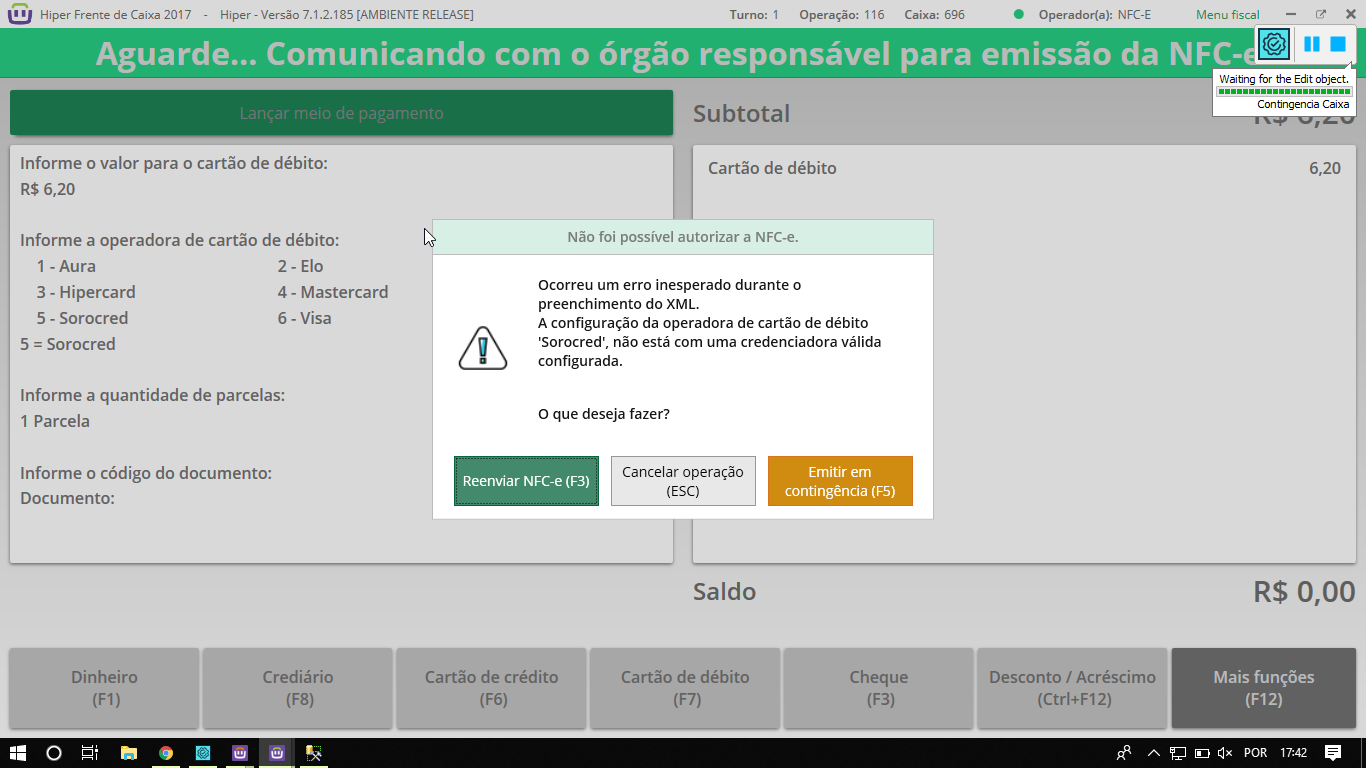 Hiper Frente de Caixa 2017 - Hiper - Versão 7.1.2.185 [AMBIENTE RELEASE]
Turno: 1 Operação: 116 Caixa: 696 Operador(a): NFC-E Menu fiscal
Aguarde... Comunicando com o órgão responsável para emissão da NFC-e
Waiting for the Edit object.
Contingencia Caixa
Lançar meio de pagamento
Subtotal
R$ 6,20
Informe o valor para o cartão de débito:
R$ 6,20
Informe a operadora de cartão de débito:
1 - Aura 2 - Elo
3 - Hipercard 4 - Mastercard
5 - Sorocred 6 - Visa
5 = Sorocred
Informe a quantidade de parcelas:
1 Parcela
Informe o código do documento:
Documento:
Cartão de débito 6,20
Não foi possível autorizar a NFC-e.
Ocorreu um erro inesperado durante o
preenchimento do XML.
A configuração da operadora de cartão de débito
'Sorocred', não está com uma credenciadora válida
configurada.
O que deseja fazer?
Reenviar NFC-e (F3)
Cancelar operação
(ESC)
Emitir em
contingência (F5)
Saldo R$ 0,00
Dinheiro
(F1)
Crediário
(F8)
Cartão de crédito
(F6)
Cartão de débito
(F7)
Cheque
(F3)
Desconto / Acréscimo
(Ctrl+F12)
Mais funções
(F12)
POR 17:42